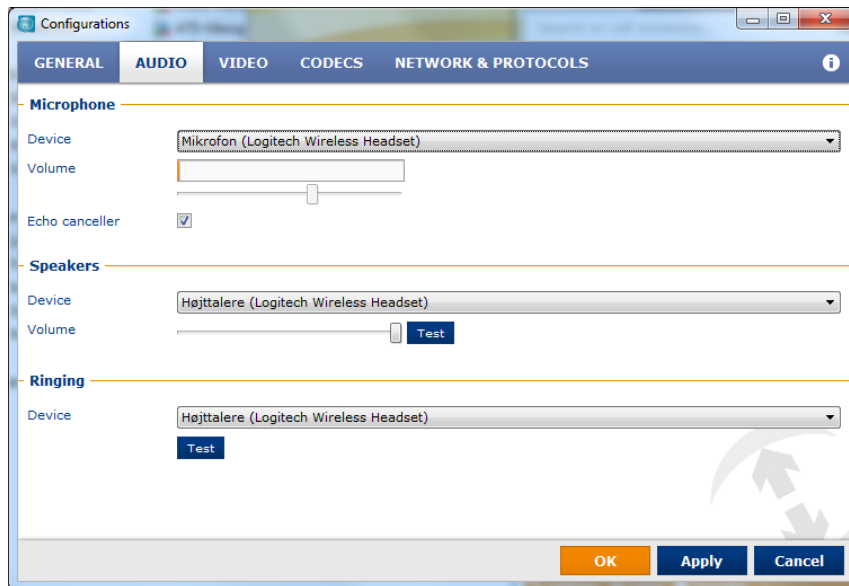 Configurations
GENERAL AUDIO VIDEO CODECS NETWORK & PROTOCOLS
Microphone
Device Mikrofon (Logitech Wireless Headset)
Volume
Echo canceller
Speakers
Device Højttalere (Logitech Wireless Headset)
Volume Test
Ringing
Device Højttalere (Logitech Wireless Headset)
Test
OK Apply Cancel